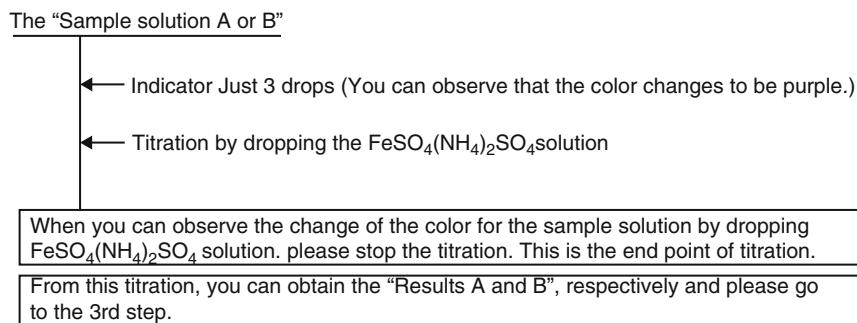 The “Sample solution A or B”
Indicator Just 3 drops (You can observe that the color changes to be purple.)
Titration by dropping the FeSO4(NH4)2SO4solution
When you can observe the change of the color for the sample solution by dropping
FeSO4(NH4)2SO4 solution. please stop the titration. This is the end point of titration.
From this titration, you can obtain the “Results A and B”, respectively and please go
to the 3rd step.